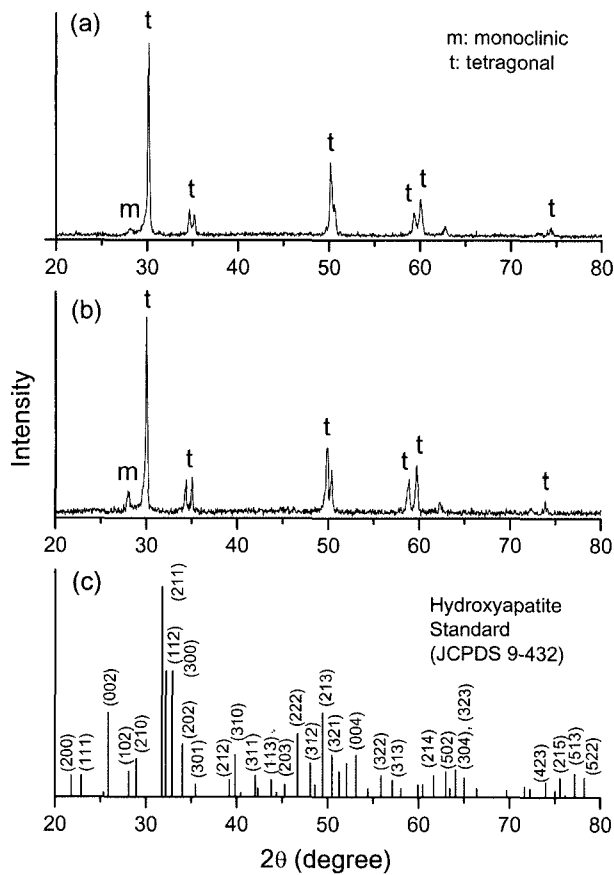 (a)
t
m: monoclinic
t: tetragonal
m
t
t
t
t
t
20 30 40 50 60 70 80
(b)
t
m
t
t
t
t
t
20 30 40 50 60 70 80
Intensity
(c)
(211)
Hydroxyapatite
Standard
(JCPDS 9-432)
(200)
(111)
(002)
(102)
(210)
(112)
(300)
(202)
(301)
(212)
(310)
(311)
(113)
(203)
(222)
(312)
(213)
(321)
(004)
(322)
(313)
(214)
(502)
(304), (323)
(423)
(215)
(513)
(522)
20 30 40 50 60 70 80
2θ (degree)